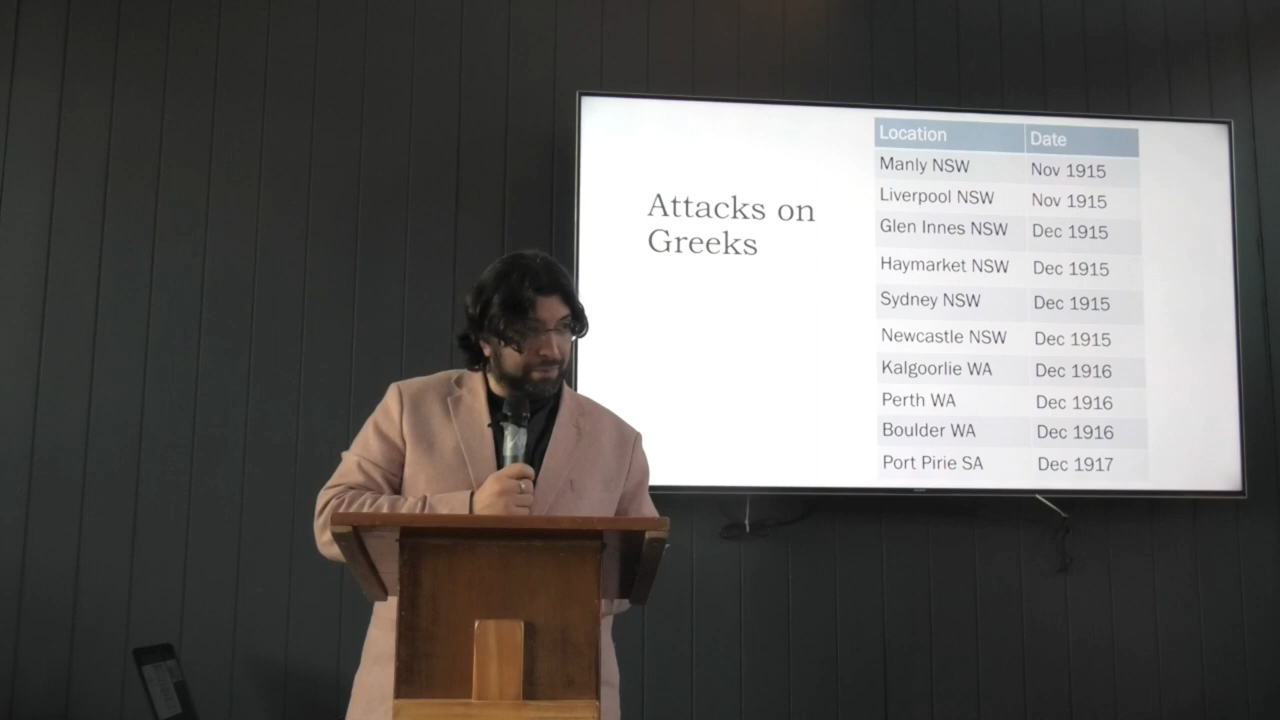 Attacks on
Greeks
Location Date
Manly NSW Nov 1915
Liverpool NSW Nov 1915
Glen Innes NSW Dec 1915
Haymarket NSW Dec 1915
Sydney NSW Dec 1915
Newcastle NSW Dec 1915
Kalgoorlie WA Dec 1916
Perth WA Dec 1916
Boulder WA Dec 1916
Port Pirie SA Dec 1917